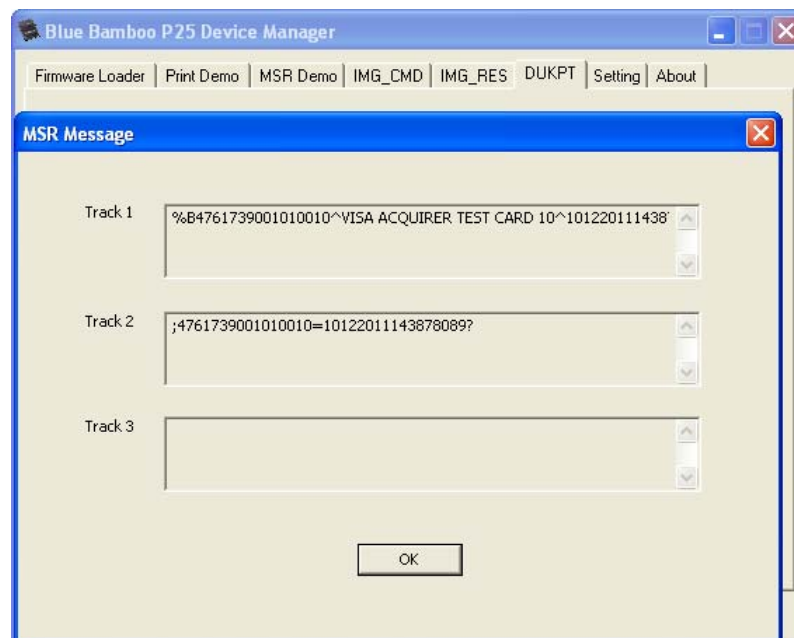 Blue Bamboo P25 Device Manager
Firmware Loader Print Demo MSR Demo IMG_CMD IMG_RES DUKPT Setting About
MSR Message
Track 1
%B4761739001010010^VISA ACQUIRER TEST CARD 10^101220111438
Track 2
;4761739001010010=10122011143878089?
Track 3
OK